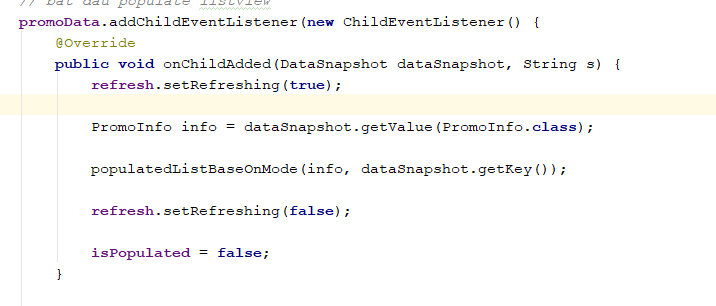 // bat dau populate listview
promoData.addChildEventListener(new ChildEventListener() {
@Override
public void onChildAdded(DataSnapshot dataSnapshot, String s) {
refresh.setRefreshing(true);
PromoInfo info = dataSnapshot.getValue(PromoInfo.class);
populatedListBaseOnMode(info, dataSnapshot.getKey());
refresh.setRefreshing(false);
isPopulated = false;
}